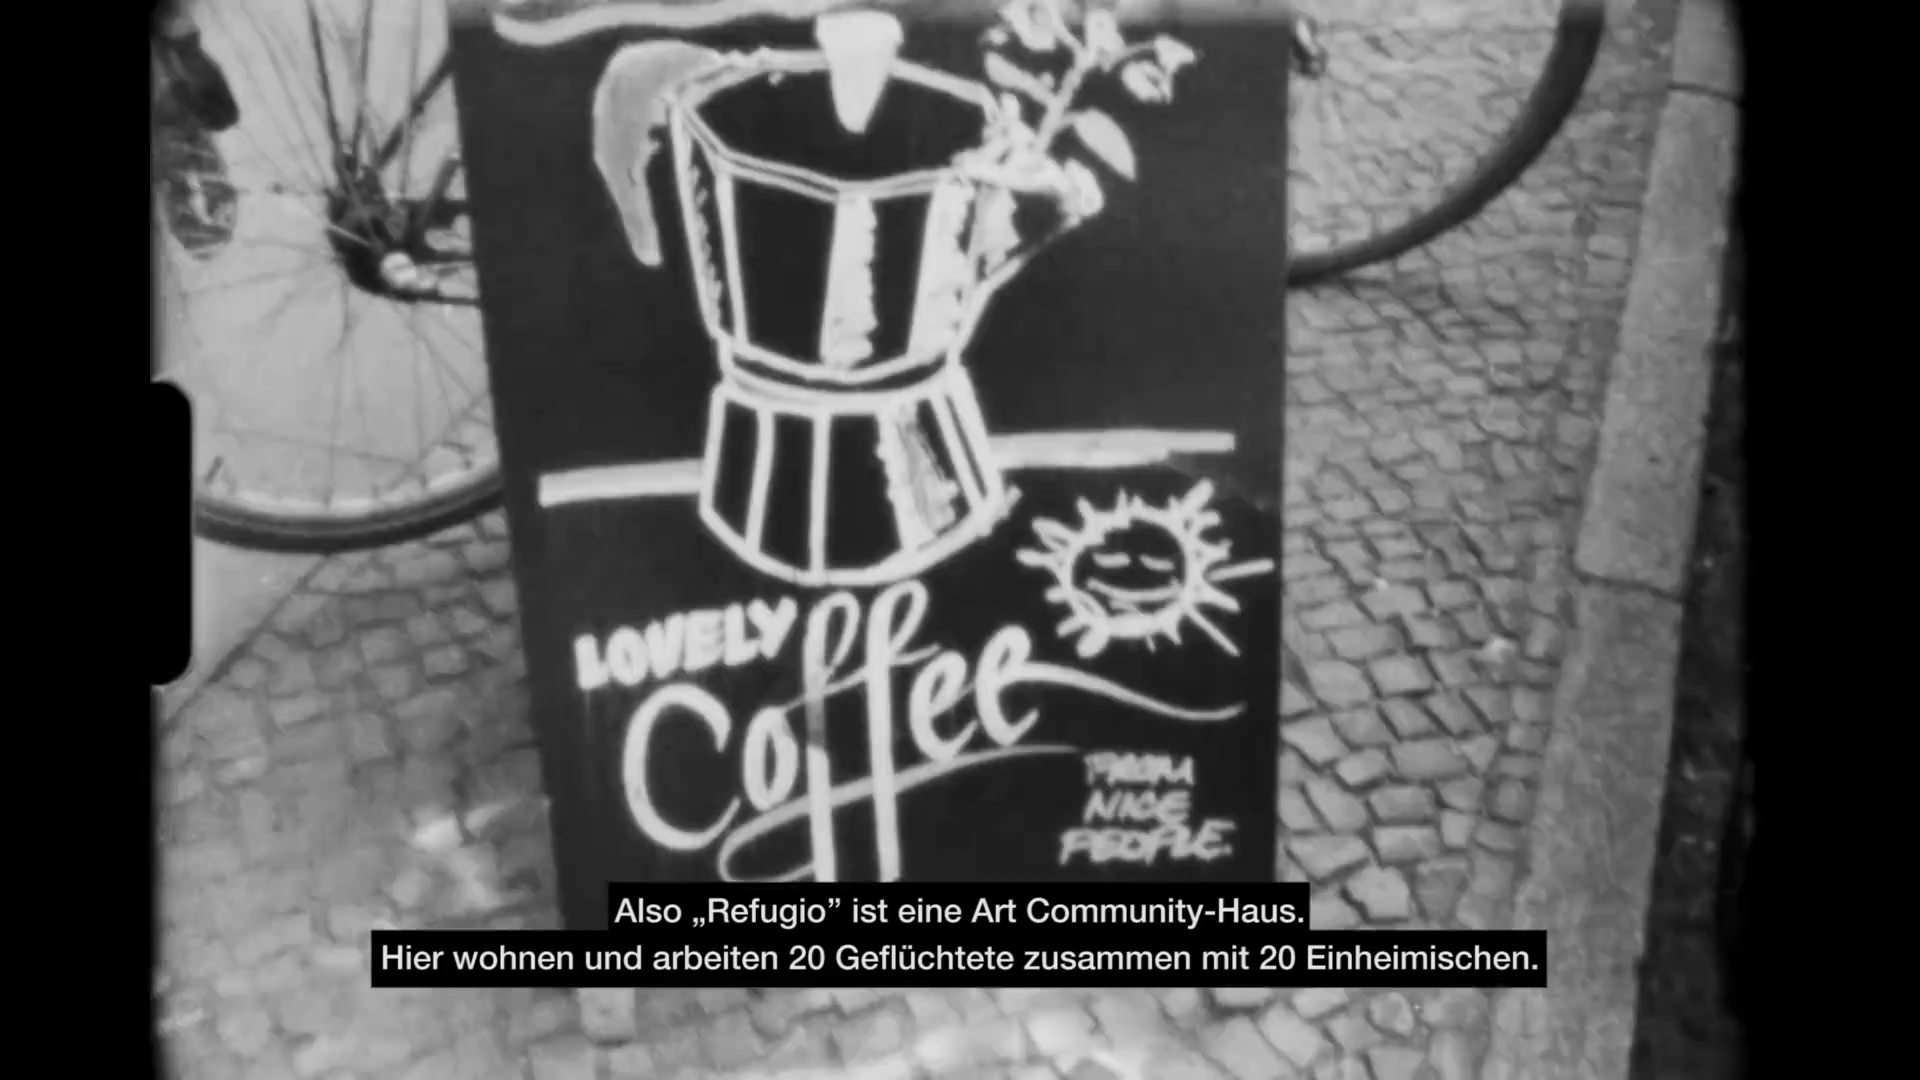 LOVELY
Coffee
FROM
NICE
PEOPLE.
Also „Refugio” ist eine Art Community-Haus.
Hier wohnen und arbeiten 20 Geflüchtete zusammen mit 20 Einheimischen.